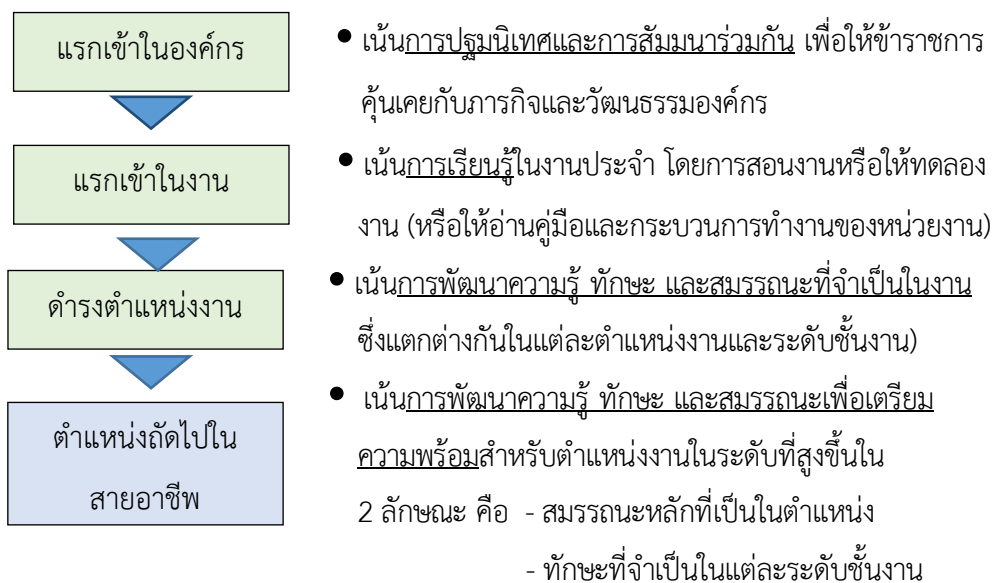 แรกเข้าในองค์กร
● เน้นการปฐมนิเทศและการสัมมนาร่วมกัน เพื่อให้ข้าราชการ
คุ้นเคยกับภารกิจและวัฒนธรรมองค์กร
แรกเข้าในงาน
● เน้นการเรียนรู้ในงานประจำ โดยการสอนงานหรือให้ทดลอง
งาน (หรือให้อ่านคู่มือและกระบวนการทำงานของหน่วยงาน)
ดำรงตำแหน่งงาน
● เน้นการพัฒนาความรู้ ทักษะ และสมรรถนะที่จำเป็นในงาน
ซึ่งแตกต่างกันในแต่ละตำแหน่งงานและระดับชั้นงาน)
ตำแหน่งถัดไปใน
สายอาชีพ
● เน้นการพัฒนาความรู้ ทักษะ และสมรรถนะเพื่อเตรียม
ความพร้อมสำหรับตำแหน่งงานในระดับที่สูงขึ้นใน
2 ลักษณะ คือ - สมรรถนะหลักที่เป็นในตำแหน่ง
- ทักษะที่จำเป็นในแต่ละระดับชั้นงาน